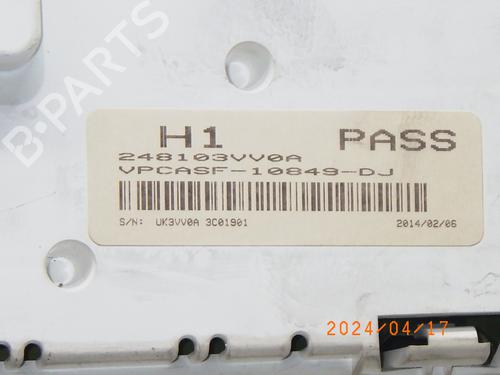 B-PARTS
H1 PASS
248103VV0A
VPCASF-10849-DJ
S/N: UK3VV0A 3C01901 2014/02/06
2024/04/17